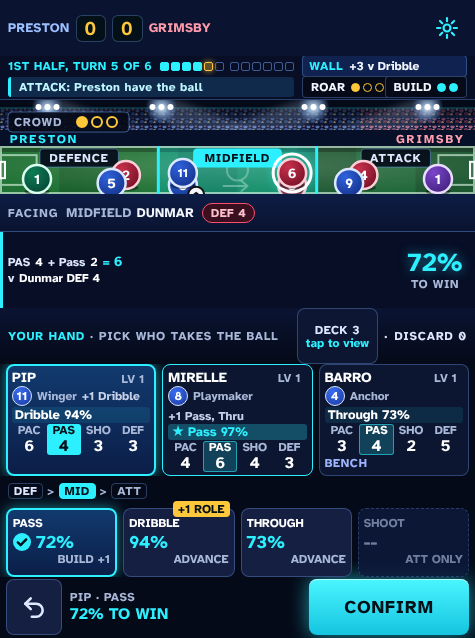 PRESTON 0 0 GRIMSBY
1ST HALF, TURN 5 OF 6
WALL +3 v Dribble
ATTACK: Preston have the ball
ROAR
BUILD
CROWD
PRESTON
GRIMSBY
DEFENCE
MIDFIELD
ATTACK
1 5 2 11 6 9 4 1
FACING MIDFIELD DUNMAR DEF 4
PAS 4 + Pass 2 = 6
v Dunmar DEF 4
72%
TO WIN
YOUR HAND · PICK WHO TAKES THE BALL
DECK 3
tap to view
· DISCARD 0
PIP LV 1
11 Winger +1 Dribble
Dribble 94%
PAC PAS SHO DEF
6 4 3 3
MIRELLE LV 1
8 Playmaker
+1 Pass, Thru
★ Pass 97%
PAC PAS SHO DEF
4 6 4 3
BARRO LV 1
4 Anchor
Through 73%
PAC PAS SHO DEF
3 4 2 5
BENCH
DEF > MID > ATT
PASS
72%
BUILD +1
+1 ROLE
DRIBBLE
94%
ADVANCE
THROUGH
73%
ADVANCE
SHOOT
--
ATT ONLY
PIP · PASS
72% TO WIN
CONFIRM